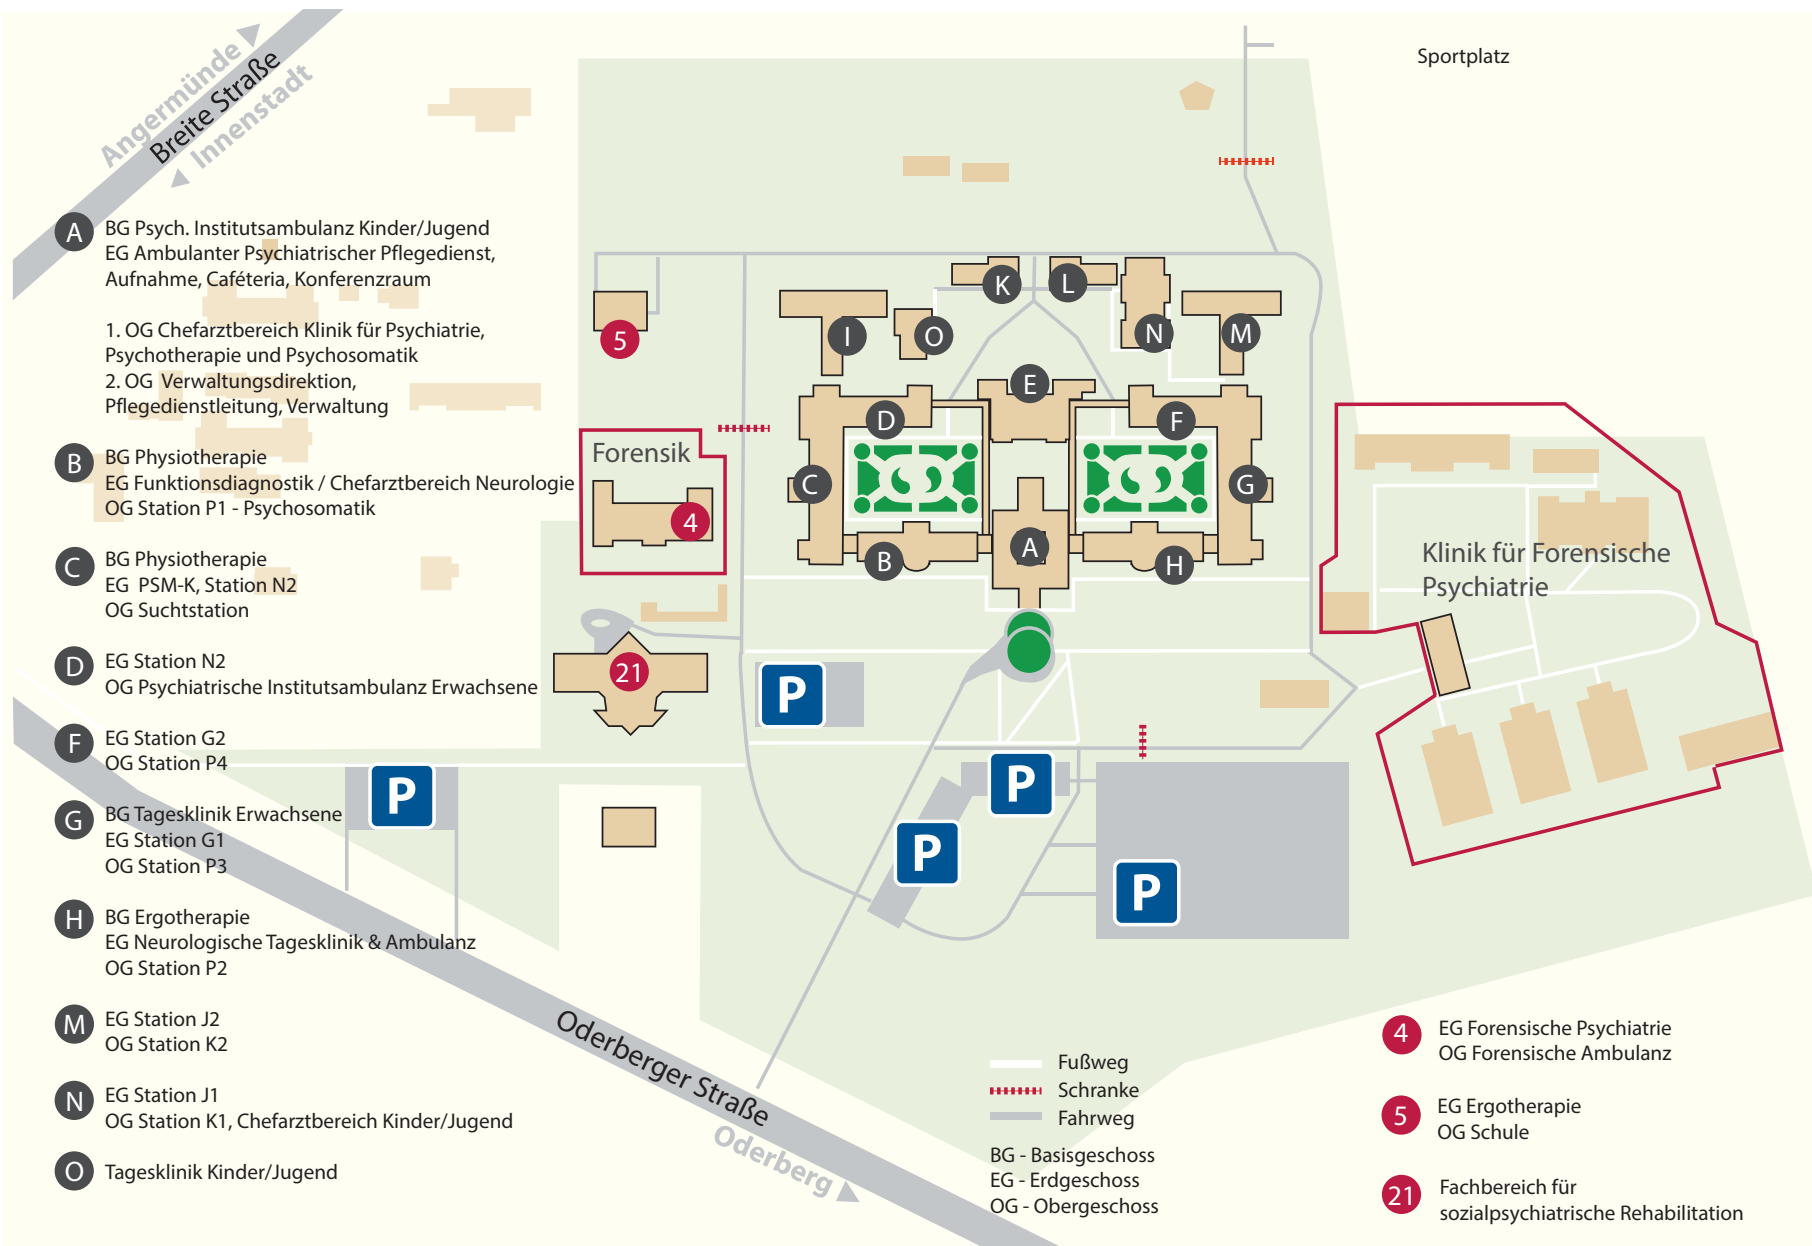 Angermünde
Breite Straße
Innenstadt
Sportplatz
A
BG Psych. Institutsambulanz Kinder/Jugend
EG Ambulanter Psychiatrischer Pflegedienst,
Aufnahme, Caféteria, Konferenzraum
1. OG Chefarztbereich Klinik für Psychiatrie,
Psychotherapie und Psychosomatik
2. OG Verwaltungsdirektion,
Pflegedienstleitung, Verwaltung
B
BG Physiotherapie
EG Funktionsdiagnostik / Chefarztbereich Neurologie
OG Station P1 - Psychosomatik
C
BG Physiotherapie
EG PSM-K, Station N2
OG Suchtstation
D
EG Station N2
OG Psychiatrische Institutsambulanz Erwachsene
F
EG Station G2
OG Station P4
G
BG Tagesklinik Erwachsene
EG Station G1
OG Station P3
H
BG Ergotherapie
EG Neurologische Tagesklinik & Ambulanz
OG Station P2
M
EG Station J2
OG Station K2
N
EG Station J1
OG Station K1, Chefarztbereich Kinder/Jugend
O
Tagesklinik Kinder/Jugend
K
L
5
I
O
N
M
E
D
F
Forensik
C
G
4
B
A
H
Klinik für Forensische
Psychiatrie
21
P
P
P
P
P
Oderberger Straße
Oderberg
Fußweg
Schranke
Fahrweg
BG - Basisgeschoss
EG - Erdgeschoss
OG - Obergeschoss
4
EG Forensische Psychiatrie
OG Forensische Ambulanz
5
EG Ergotherapie
OG Schule
21
Fachbereich für
sozialpsychiatrische Rehabilitation